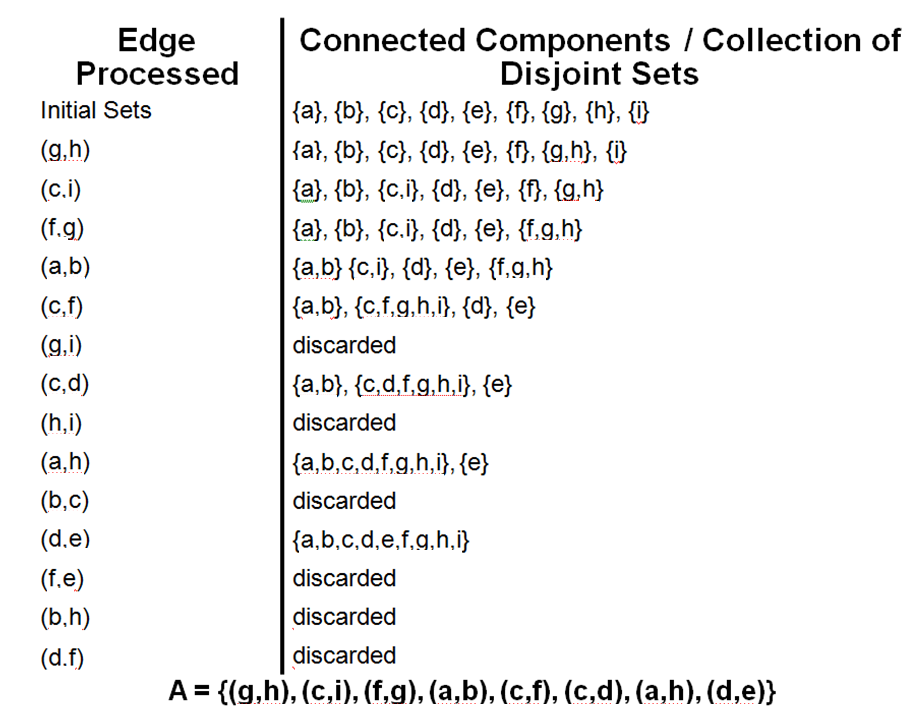 Edge Processed
Connected Components / Collection of Disjoint Sets
Initial Sets {a}, {b}, {c}, {d}, {e}, {f}, {g}, {h}, {i}
(g,h) {a}, {b}, {c}, {d}, {e}, {f}, {g,h}, {i}
(c,i) {a}, {b}, {c,i}, {d}, {e}, {f}, {g,h}
(f,g) {a}, {b}, {c,i}, {d}, {e}, {f,g,h}
(a,b) {a,b} {c,i}, {d}, {e}, {f,g,h}
(c,f) {a,b}, {c,f,g,h,i}, {d}, {e}
(g,i) discarded
(c,d) {a,b}, {c,d,f,g,h,i}, {e}
(h,i) discarded
(a,h) {a,b,c,d,f,g,h,i}, {e}
(b,c) discarded
(d,e) {a,b,c,d,e,f,g,h,i}
(f,e) discarded
(b,h) discarded
(d.f) discarded
A = {(g,h), (c,i), (f,g), (a,b), (c,f), (c,d), (a,h), (d,e)}